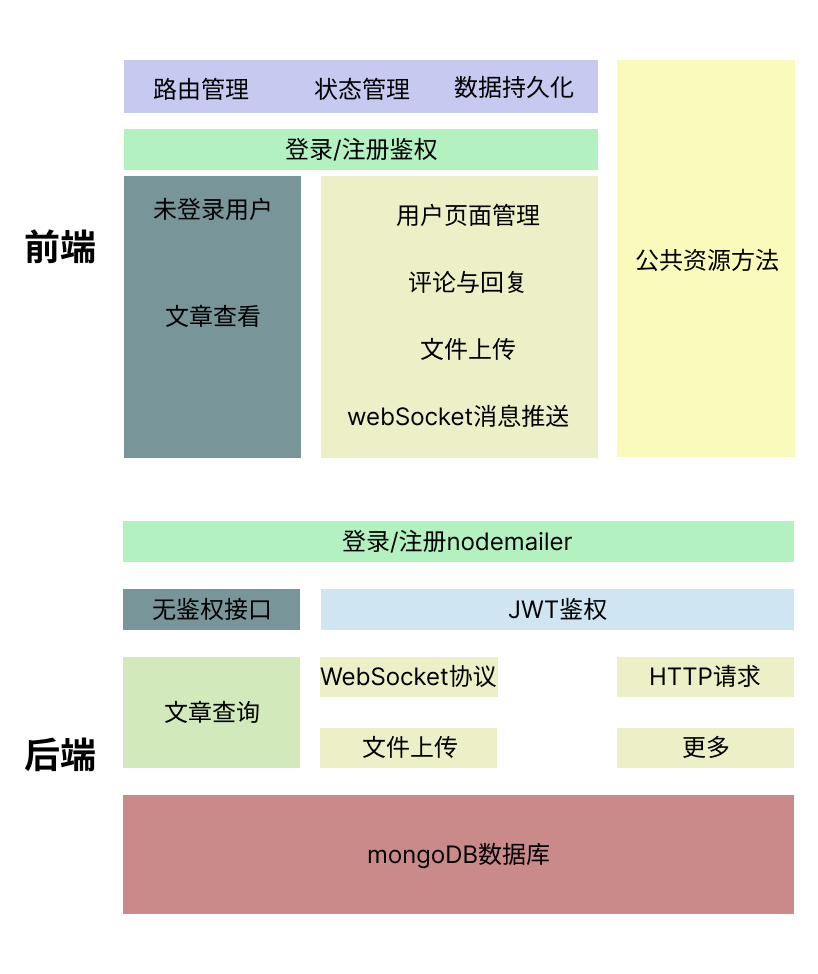 路由管理
状态管理
数据持久化
登录/注册鉴权
前端
未登录用户
文章查看
用户页面管理
评论与回复
文件上传
webSocket消息推送
公共资源方法
登录/注册nodemailer
无鉴权接口
JWT鉴权
后端
文章查询
WebSocket协议
HTTP请求
文件上传
更多
mongoDB数据库